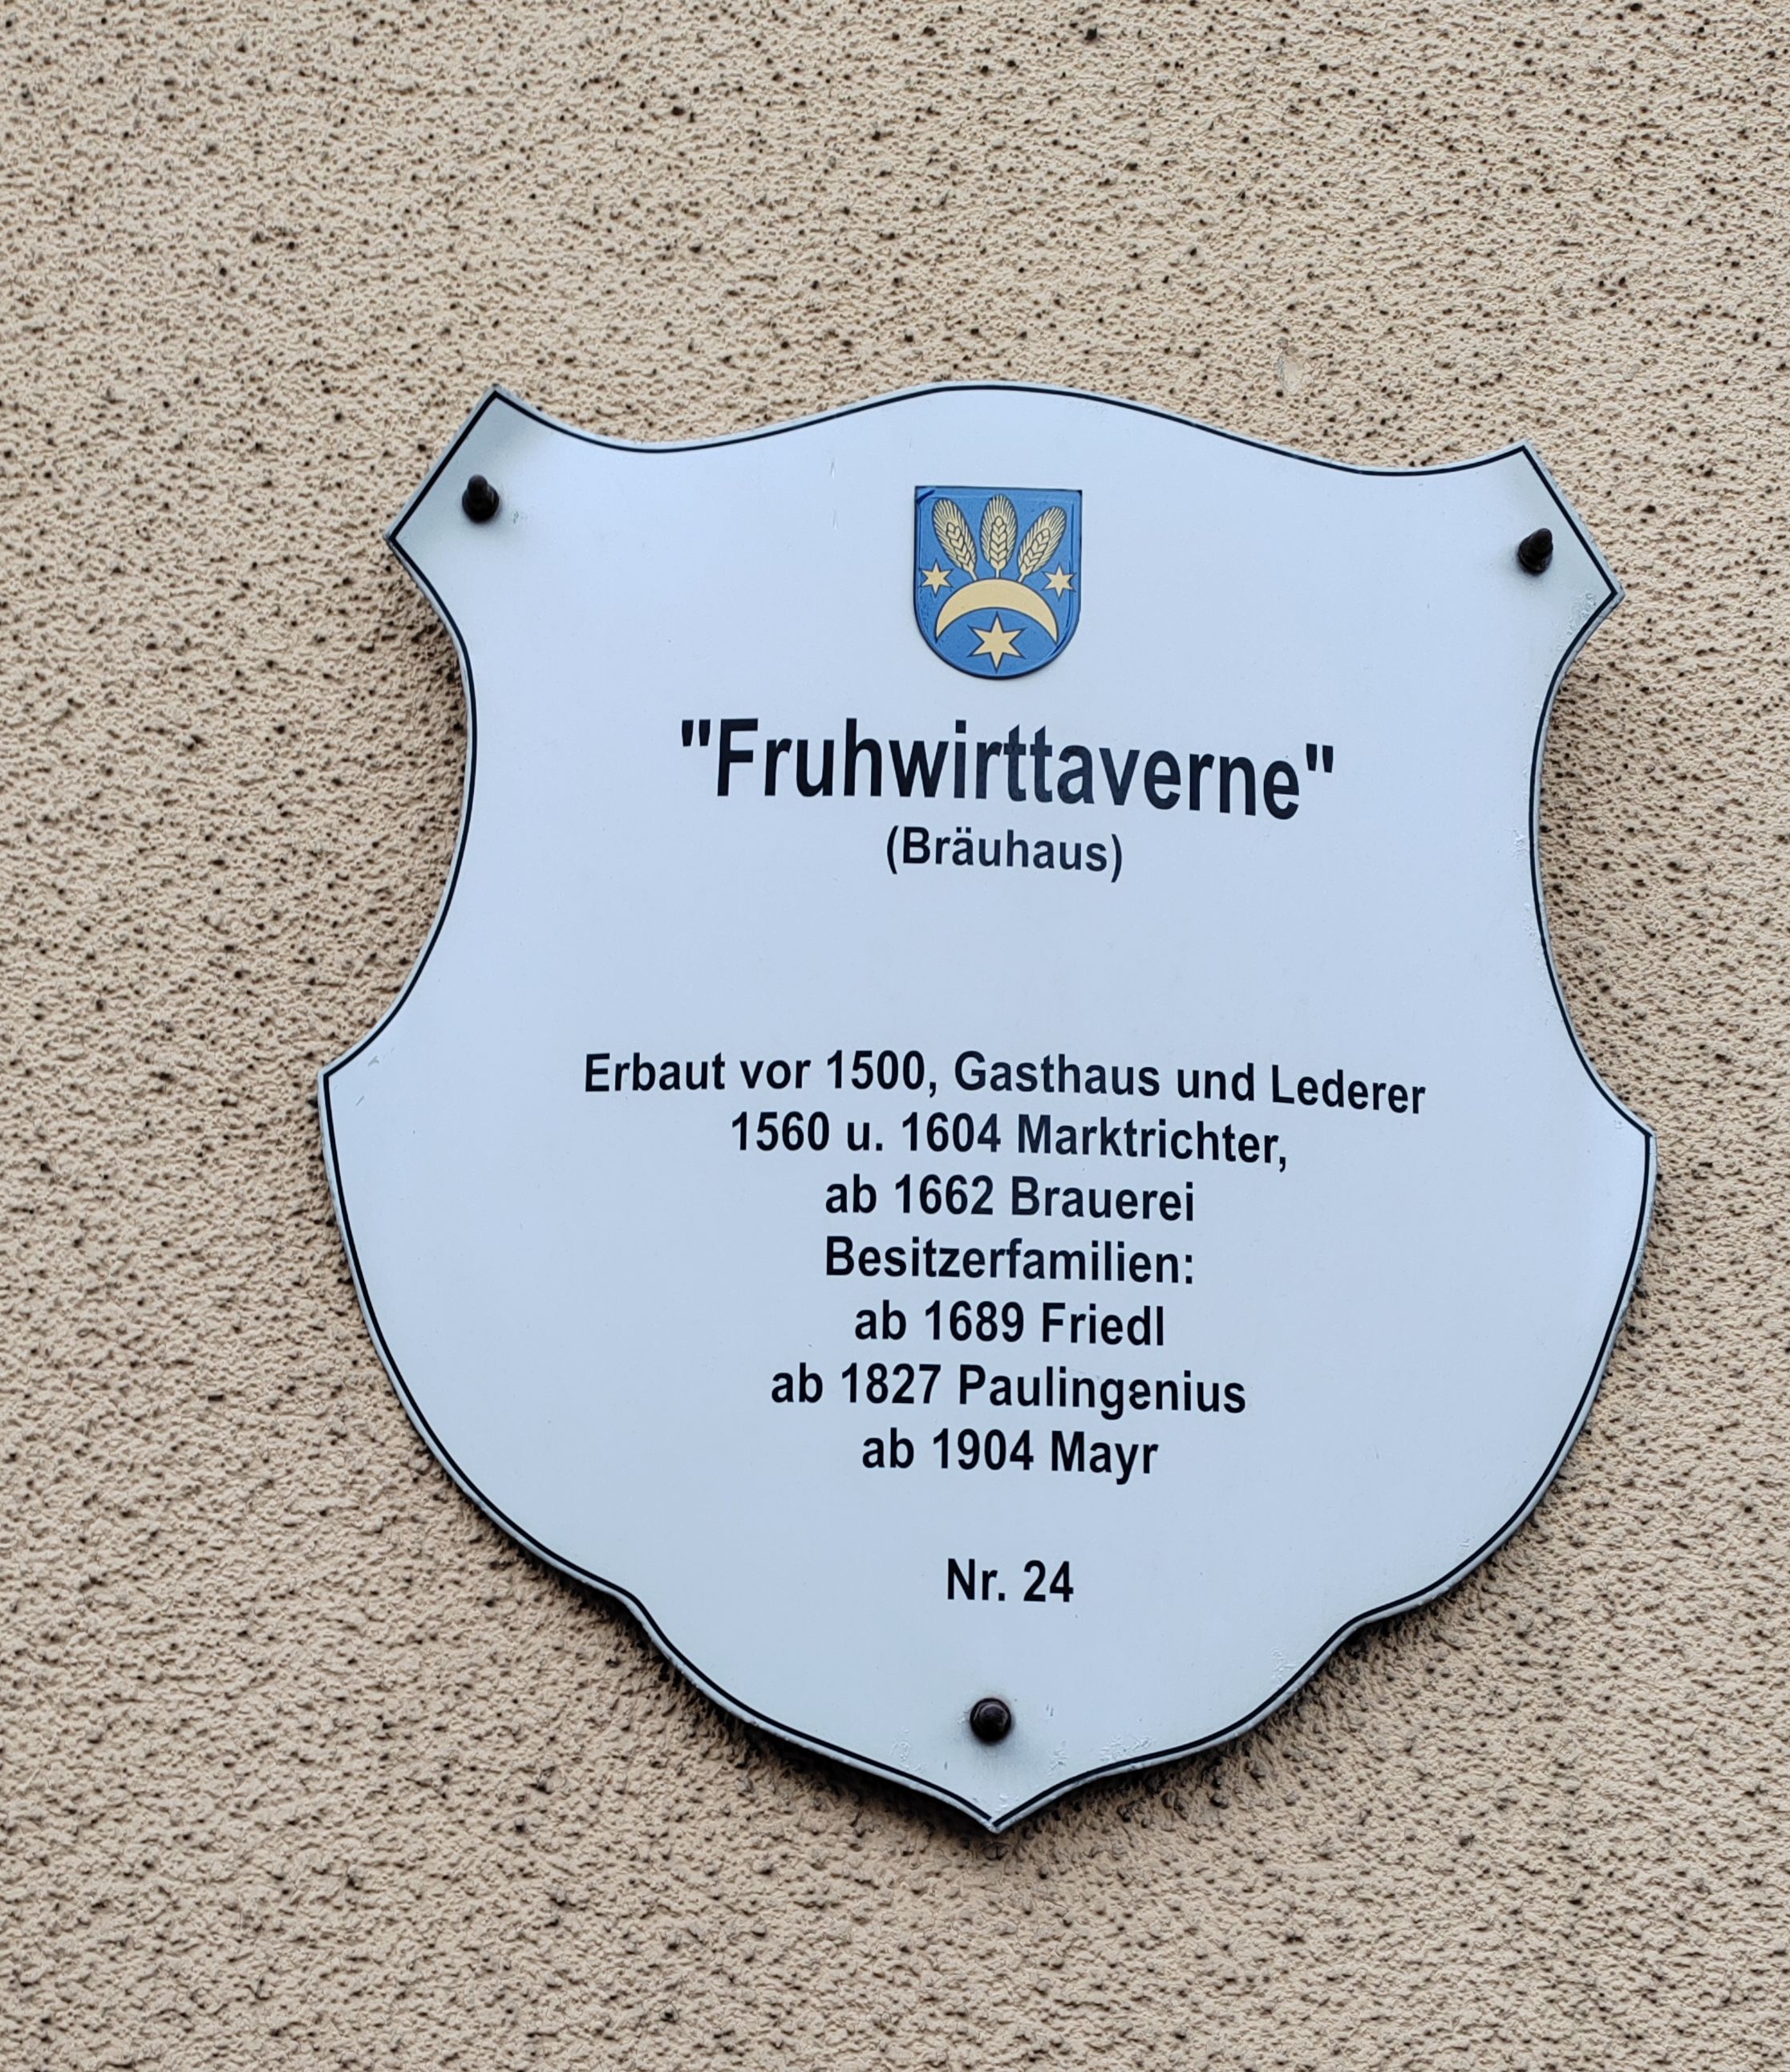 "Fruhwirttaverne"
(Bräuhaus)
Erbaut vor 1500, Gasthaus und Lederer
1560 u. 1604 Marktrichter,
ab 1662 Brauerei
Besitzerfamilien:
ab 1689 Friedl
ab 1827 Paulingenius
ab 1904 Mayr
Nr. 24